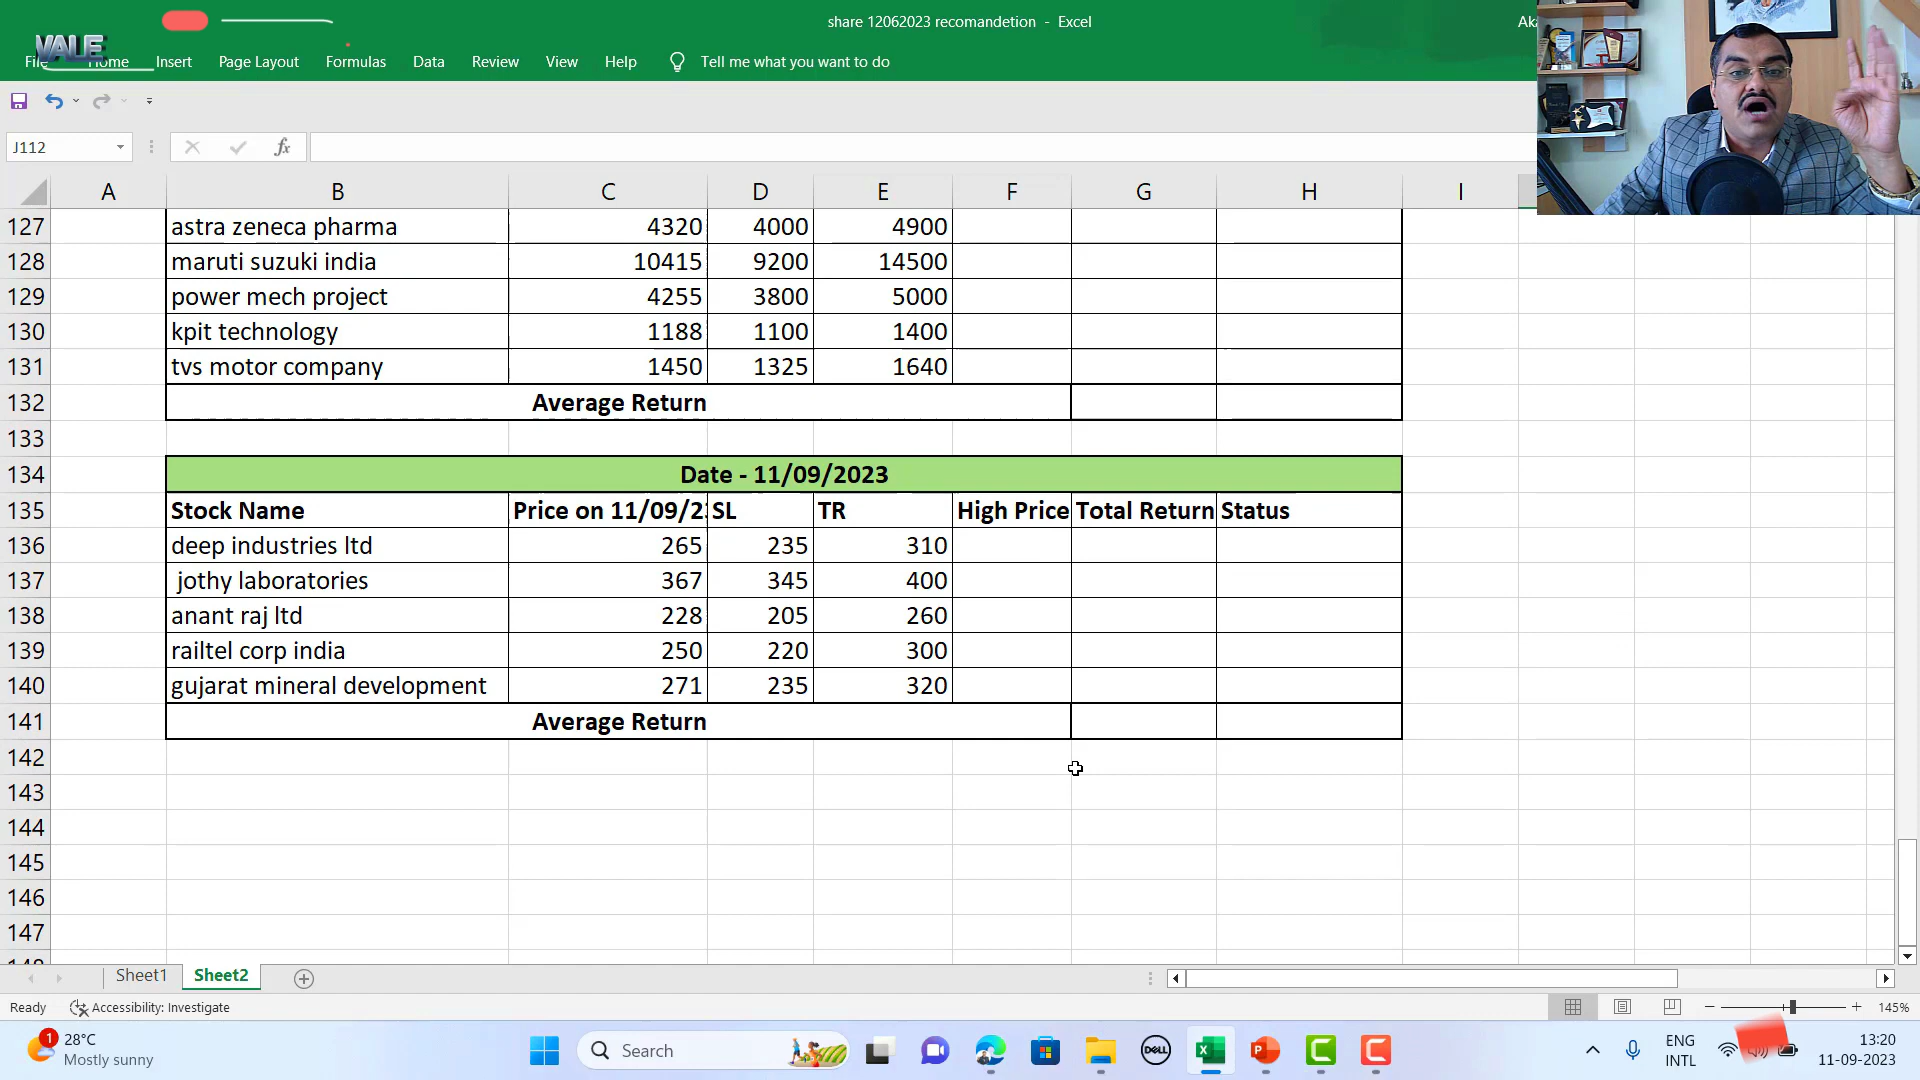 share 12062023 recomandetion - Excel
Aka
VALE
File Home Insert Page Layout Formulas Data Review View Help Tell me what you want to do
J112 fx
A B C D E F G H I
127 astra zeneca pharma 4320 4000 4900
128 maruti suzuki india 10415 9200 14500
129 power mech project 4255 3800 5000
130 kpit technology 1188 1100 1400
131 tvs motor company 1450 1325 1640
132 Average Return
133
134 Date - 11/09/2023
135 Stock Name Price on 11/09/23 SL TR High Price Total Return Status
136 deep industries ltd 265 235 310
137 jothy laboratories 367 345 400
138 anant raj ltd 228 205 260
139 railtel corp india 250 220 300
140 gujarat mineral development 271 235 320
141 Average Return
142
143
144
145
146
147
148
Sheet1 Sheet2
Ready Accessibility: Investigate 145%
1 28°C
Mostly sunny
Search
DELL
ENG
INTL
13:20
11-09-2023